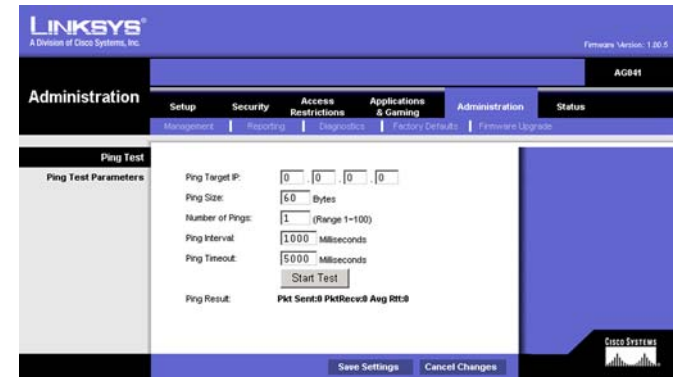 LINKSYS®
A Division of Cisco Systems, Inc.
Firmware Version: 1.00.5
AG041
Administration
Setup Security Access Restrictions Applications & Gaming Administration Status
Management Reporting Diagnostics Factory Defaults Firmware Upgrade
Ping Test
Ping Test Parameters
Ping Target IP: 0 . 0 . 0 . 0
Ping Size: 60 Bytes
Number of Pings: 1 (Range 1~100)
Ping Interval: 1000 Milliseconds
Ping Timeout: 5000 Milliseconds
Start Test
Ping Result: Pkt Sent:0 PktRecv:0 Avg Rtt:0
Save Settings Cancel Changes
CISCO SYSTEMS